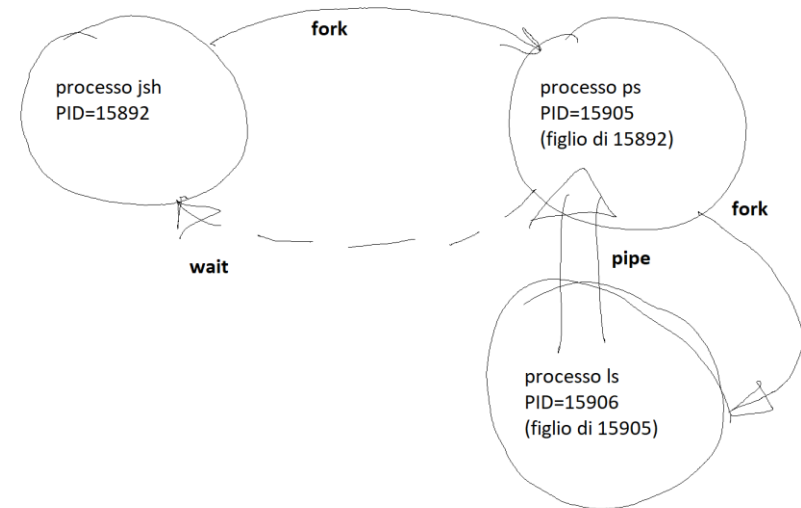 fork
processo jsh
PID=15892
processo ps
PID=15905
(figlio di 15892)
fork
wait
pipe
processo ls
PID=15906
(figlio di 15905)